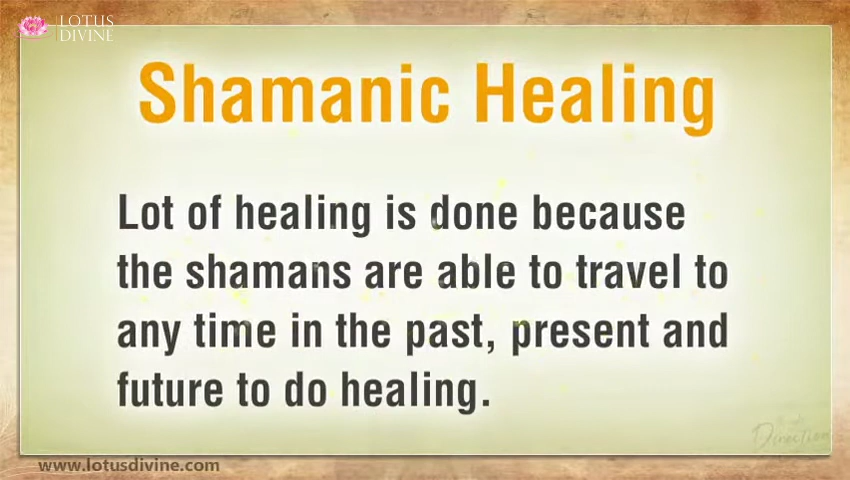 LOTUS
DIVINE
Shamanic Healing
Lot of healing is done because
the shamans are able to travel to
any time in the past, present and
future to do healing.
Direction
www.lotusdivine.com